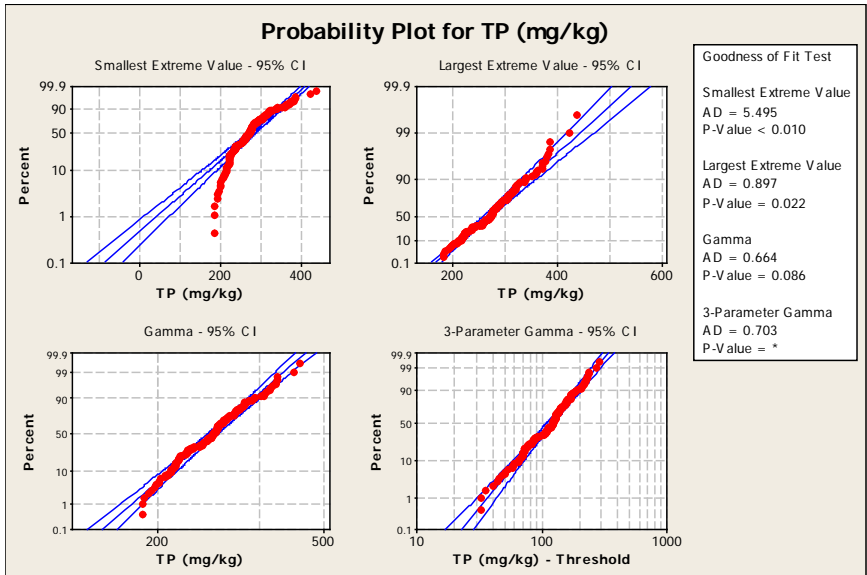 Probability Plot for TP (mg/kg)
Smallest Extreme Value - 95% CI
99.9
90
50
10
1
0.1
Percent
0
200
400
TP (mg/kg)
Largest Extreme Value - 95% CI
99.9
99
90
50
10
0.1
Percent
200
400
600
TP (mg/kg)
Gamma - 95% CI
99.9
99
90
50
10
1
0.1
Percent
200
500
TP (mg/kg)
3-Parameter Gamma - 95% CI
99.9
99
90
50
10
1
0.1
Percent
10
100
1000
TP (mg/kg) - Threshold
Goodness of Fit Test
Smallest Extreme Value
AD = 5.495
P-Value < 0.010
Largest Extreme Value
AD = 0.897
P-Value = 0.022
Gamma
AD = 0.664
P-Value = 0.086
3-Parameter Gamma
AD = 0.703
P-Value = *